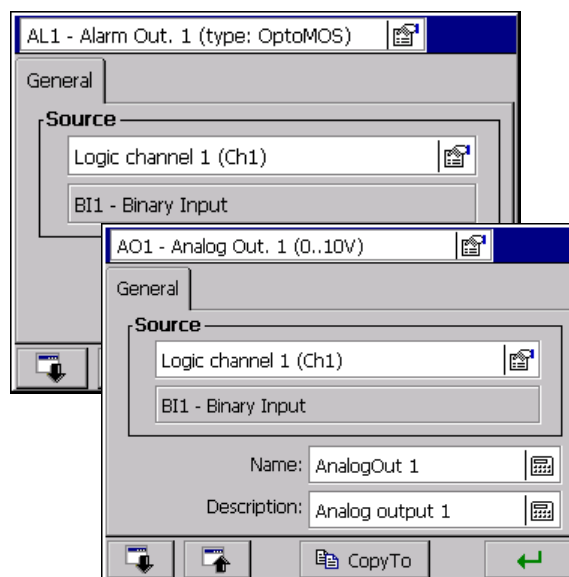 AL1 - Alarm Out. 1 (type: OptoMOS)
General
Source
Logic channel 1 (Ch1)
BI1 - Binary Input
AO1 - Analog Out. 1 (0..10V)
General
Source
Logic channel 1 (Ch1)
BI1 - Binary Input
Name: AnalogOut 1
Description: Analog output 1
CopyTo